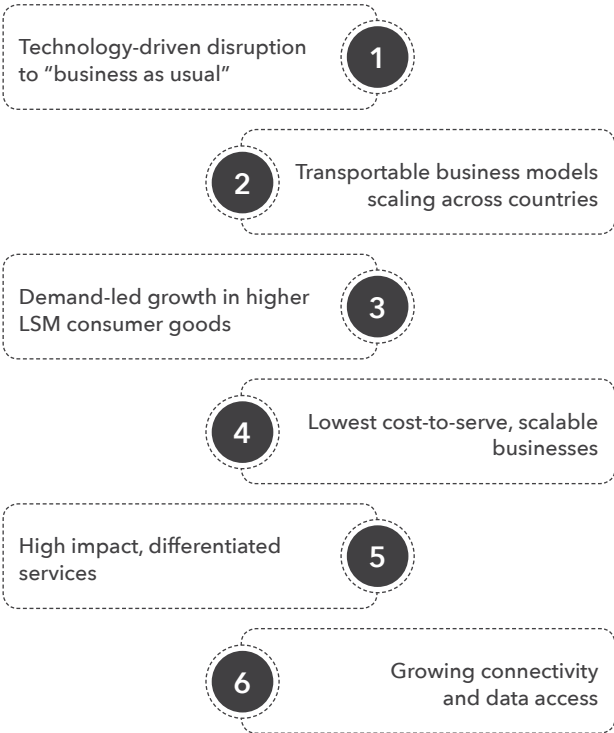 Technology-driven disruption
to “business as usual”
1
2
Transportable business models
scaling across countries
Demand-led growth in higher
LSM consumer goods
3
4
Lowest cost-to-serve, scalable
businesses
High impact, differentiated
services
5
6
Growing connectivity
and data access